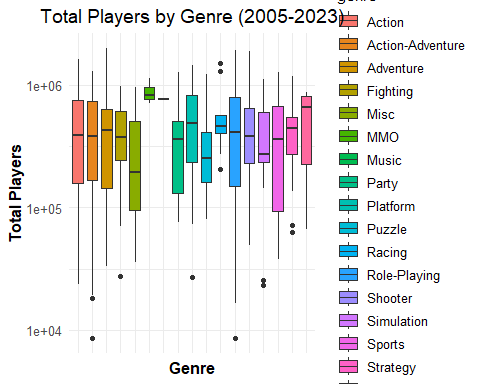 Total Players by Genre (2005-2023)
genre
1e+06
1e+05
1e+04
Total Players
Genre
Action
Action-Adventure
Adventure
Fighting
Misc
MMO
Music
Party
Platform
Puzzle
Racing
Role-Playing
Shooter
Simulation
Sports
Strategy